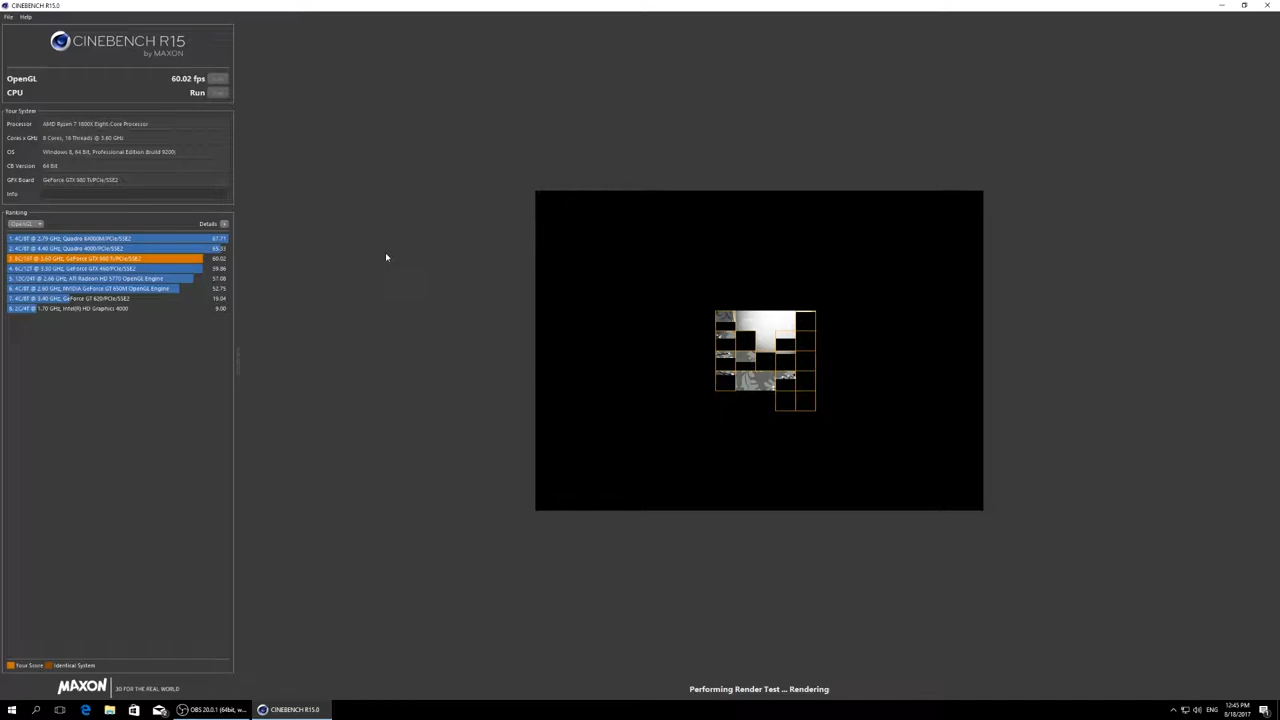 CINEBENCH R15.0
File Help
CINEBENCH R15
by MAXON
OpenGL 60.02 fps
CPU Run
Your System
Processor AMD Ryzen 7 1800X Eight-Core Processor
Cores x GHz 8 Cores, 16 Threads @ 3.60 GHz
OS Windows 8, 64 Bit, Professional Edition (build 9200)
CB Version 64 Bit
GFX Board GeForce GTX 980 Ti/PCIe/SSE2
Info
Ranking
OpenGL Details
1. 4C/8T @ 2.79 GHz, Quadro K4000M/PCIe/SSE2 67.71
2. 4C/8T @ 4.40 GHz, Quadro 4000/PCIe/SSE2 65.33
3. 8C/16T @ 3.60 GHz, GeForce GTX 980 Ti/PCIe/SSE2 60.02
4. 6C/12T @ 3.30 GHz, GeForce GTX 460/PCIe/SSE2 59.86
5. 12C/24T @ 2.66 GHz, ATI Radeon HD 5770 OpenGL Engine 57.08
6. 4C/8T @ 2.60 GHz, NVIDIA GeForce GT 650M OpenGL Engine 52.75
7. 4C/8T @ 3.40 GHz, GeForce GT 620/PCIe/SSE2 19.04
8. 2C/4T @ 1.70 GHz, Intel(R) HD Graphics 4000 9.00
Your Score Identical System
MAXON 3D FOR THE REAL WORLD
Performing Render Test ... Rendering
OBS 20.0.1 (64bit, w... CINEBENCH R15.0
ENG
12:45 PM
8/18/2017